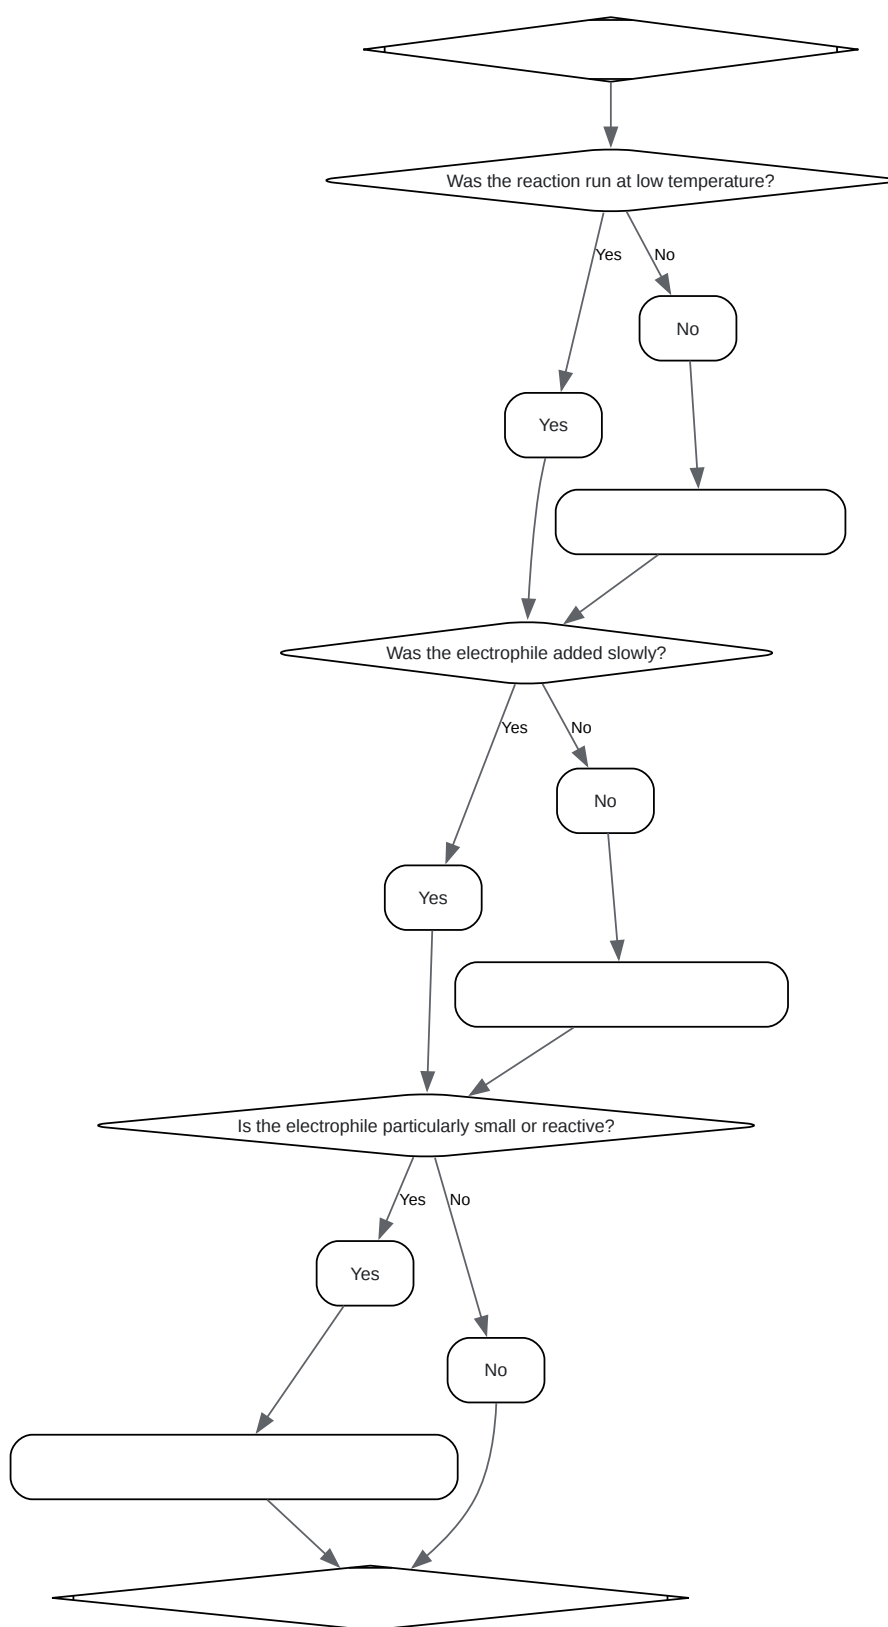 Was the reaction run at low temperature?
Yes
No
No
Yes
Was the electrophile added slowly?
Yes
No
No
Yes
Is the electrophile particularly small or reactive?
Yes
No
Yes
No